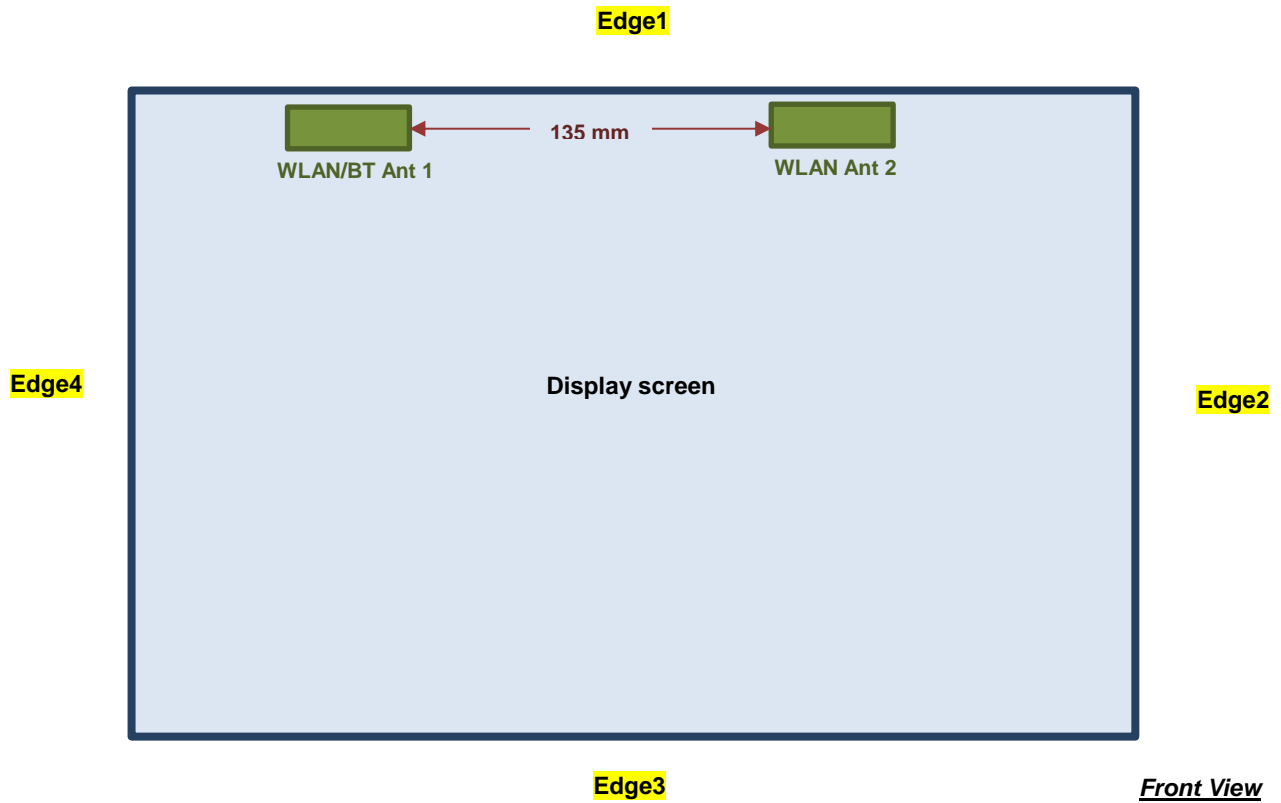 Edge1
135 mm
WLAN/BT Ant 1
WLAN Ant 2
Edge4
Display screen
Edge2
Edge3
Front View